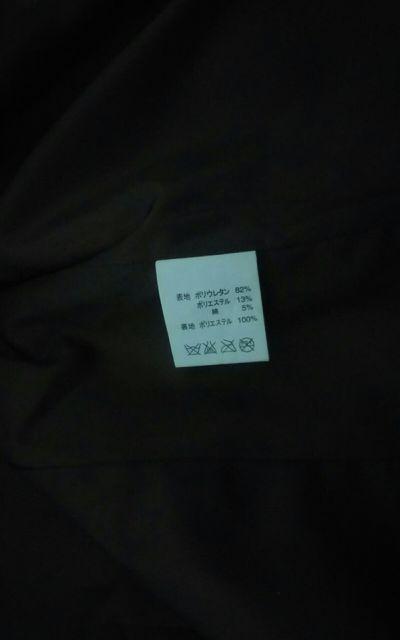 表地 ポリウレタン 82%
ポリエステル 13%
綿 5%
裏地 ポリエステル 100%